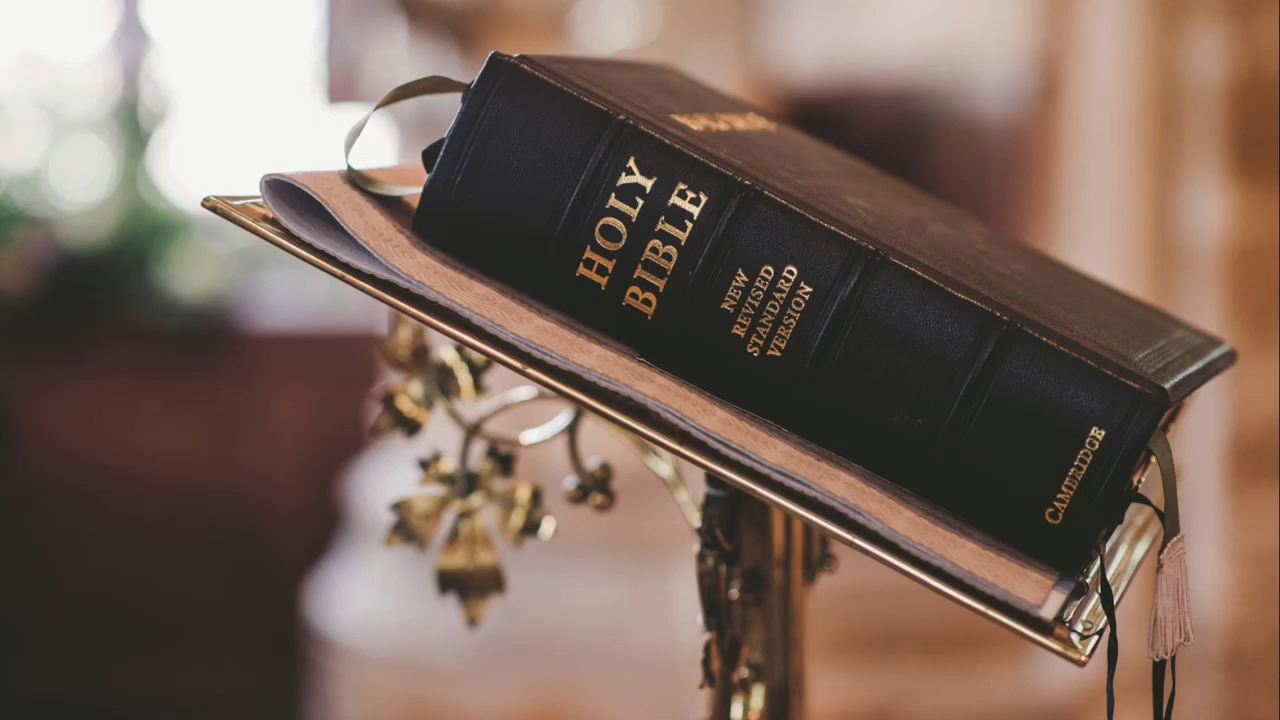 HOLY
BIBLE
NEW
REVISED
STANDARD
VERSION
CAMBRIDGE